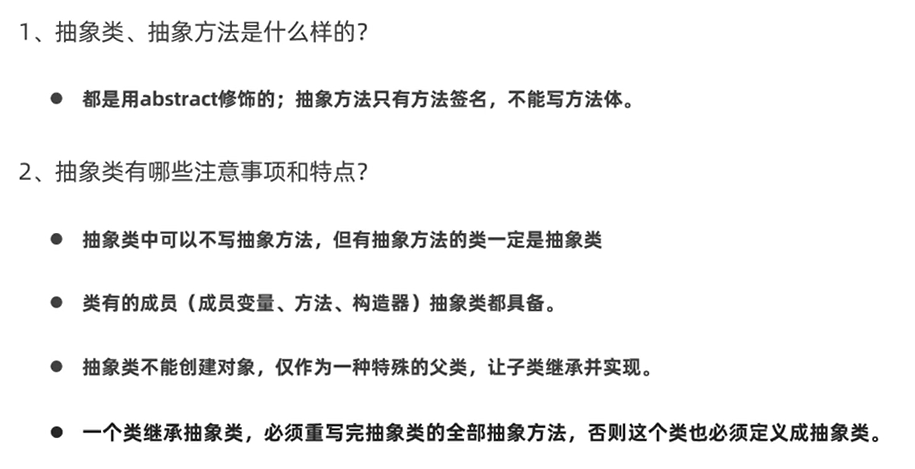 1、抽象类、抽象方法是什么样的？
● 都是用abstract修饰的；抽象方法只有方法签名，不能写方法体。
2、抽象类有哪些注意事项和特点？
● 抽象类中可以不写抽象方法，但有抽象方法的类一定是抽象类
● 类有的成员（成员变量、方法、构造器）抽象类都具备。
● 抽象类不能创建对象，仅作为一种特殊的父类，让子类继承并实现。
● 一个类继承抽象类，必须重写完抽象类的全部抽象方法，否则这个类也必须定义成抽象类。